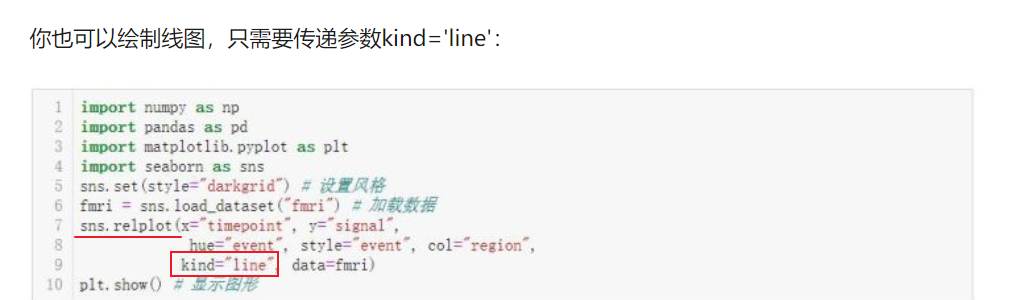 你也可以绘制线图，只需要传递参数kind='line'：
1 import numpy as np
2 import pandas as pd
3 import matplotlib.pyplot as plt
4 import seaborn as sns
5 sns.set(style="darkgrid") # 设置风格
6 fmri = sns.load_dataset("fmri") # 加载数据
7 sns.relplot(x="timepoint", y="signal",
8 hue="event", style="event", col="region",
9 kind="line", data=fmri)
10 plt.show() # 显示图形